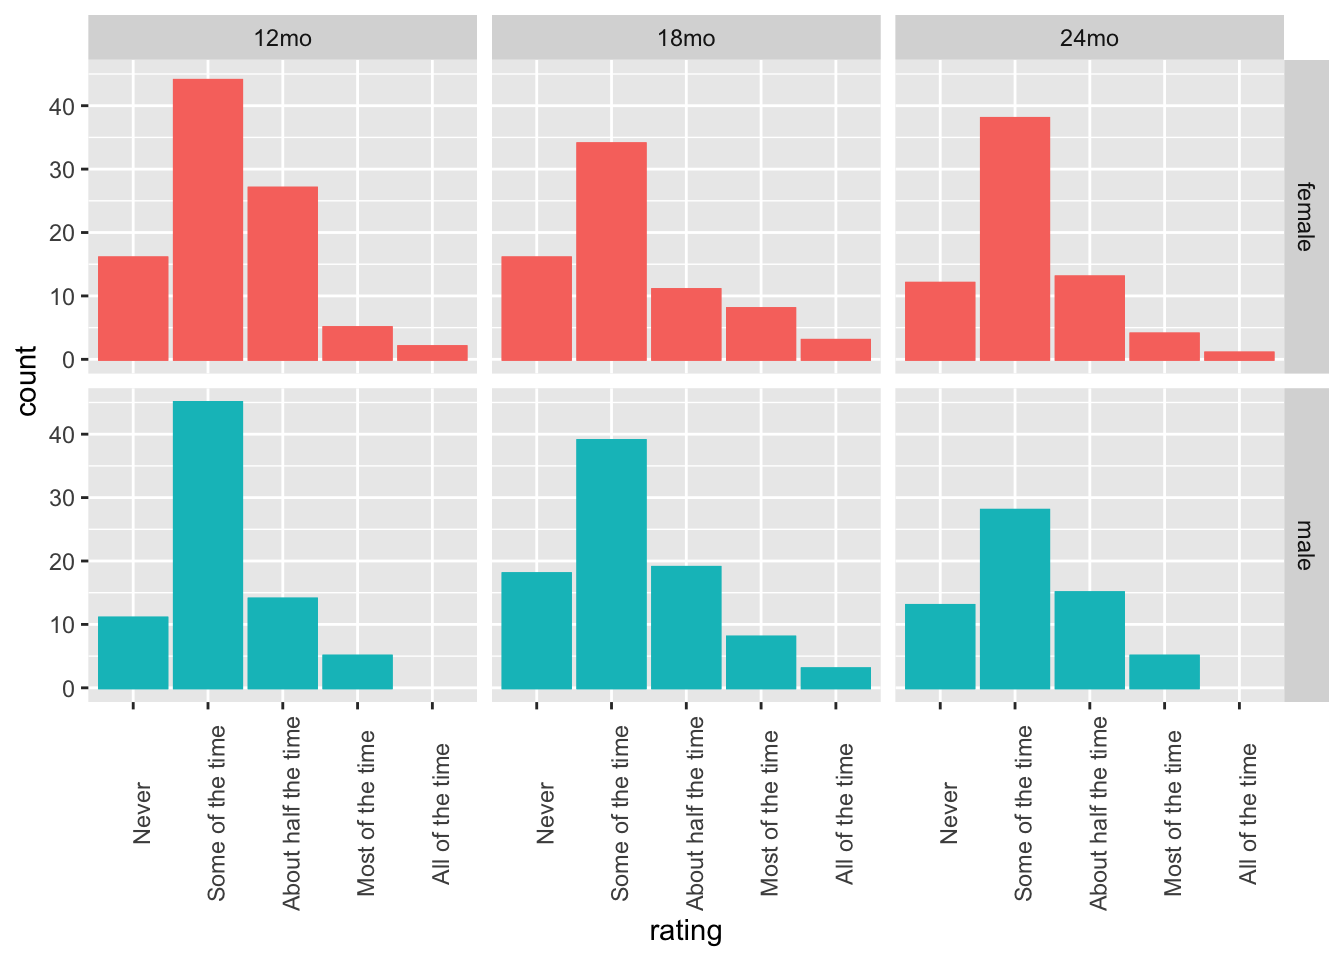 12mo
18mo
24mo
count
40
30
20
10
0
female
40
30
20
10
0
male
Never
Some of the time
About half the time
Most of the time
All of the time
Never
Some of the time
About half the time
Most of the time
All of the time
Never
Some of the time
About half the time
Most of the time
All of the time
rating